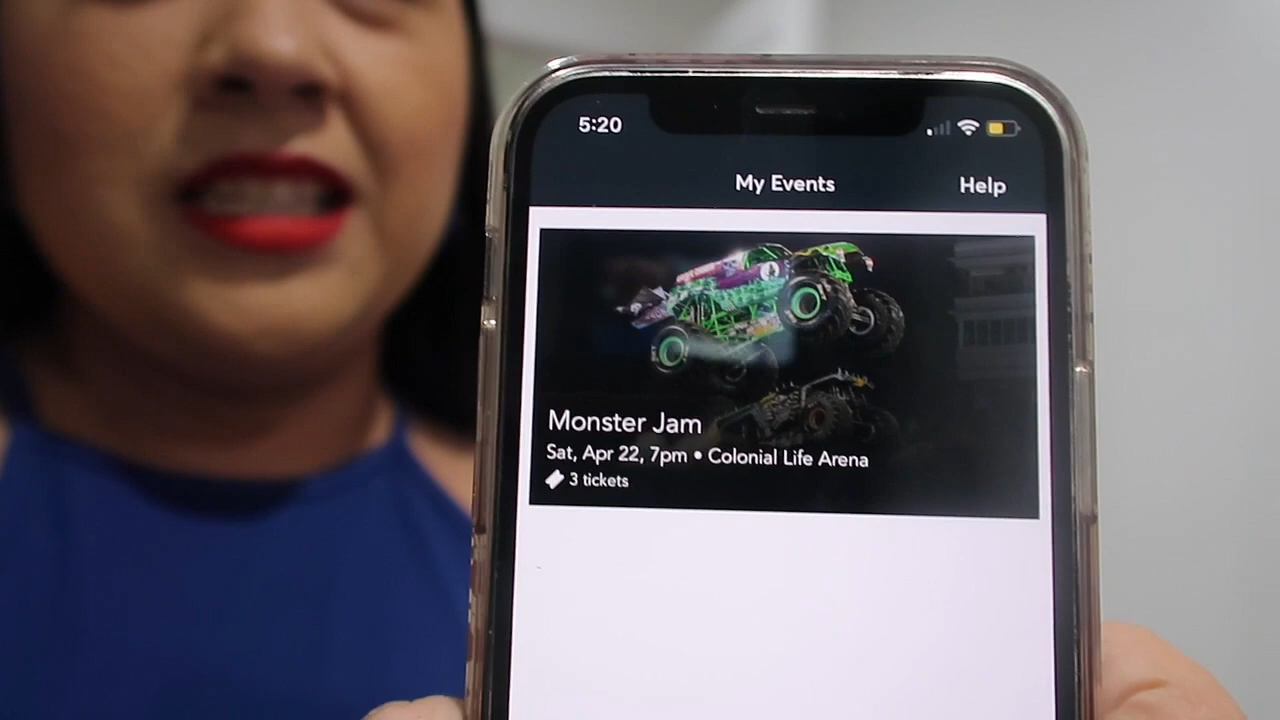 5:20
My Events Help
Monster Jam
Sat, Apr 22, 7pm • Colonial Life Arena
3 tickets